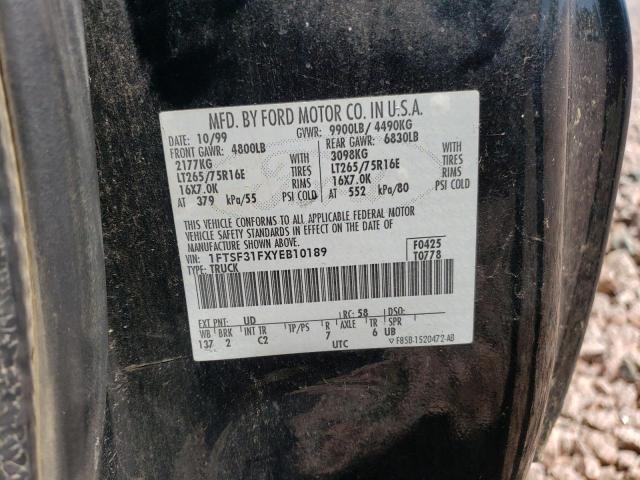 MFD. BY FORD MOTOR CO. IN U.S.A.
DATE: 10/99 GVWR: 9900LB/ 4490KG
FRONT GAWR: 4800LB REAR GAWR: 6830LB
2177KG WITH 3098KG WITH
LT265/75R16E TIRES LT265/75R16E TIRES
16X7.0K RIMS 16X7.0K RIMS
AT 379 kPa/55 PSI COLD AT 552 kPa/80 PSI COLD
THIS VEHICLE CONFORMS TO ALL APPLICABLE FEDERAL MOTOR
VEHICLE SAFETY STANDARDS IN EFFECT ON THE DATE OF
MANUFACTURE SHOWN ABOVE.
VIN: 1FTSF31FXYEB10189 F0425
TYPE: TRUCK T0778
EXT PNT: UD RC: 58 DSO:
WB BRK INT TR TP/PS R AXLE TR SPR
137 2 C2 7 6 UB
UTC F85B-1520472-AB